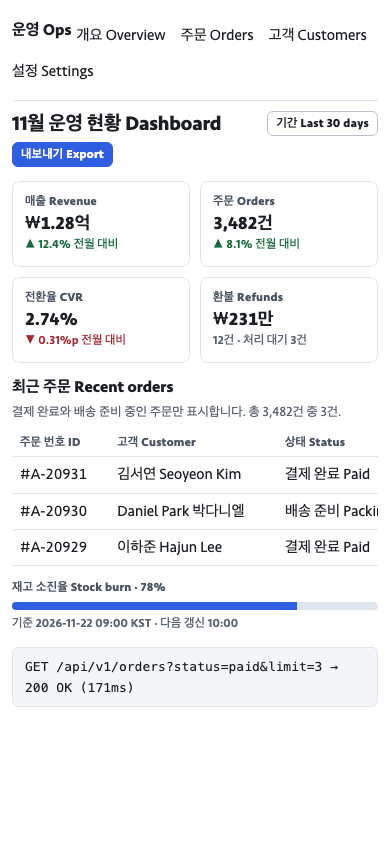 운영 Ops 개요 Overview 주문 Orders 고객 Customers
설정 Settings
11월 운영 현황 Dashboard 기간 Last 30 days
내보내기 Export
매출 Revenue
₩1.28억
▲ 12.4% 전월 대비
주문 Orders
3,482건
▲ 8.1% 전월 대비
전환율 CVR
2.74%
▼ 0.31%p 전월 대비
환불 Refunds
₩231만
12건 · 처리 대기 3건
최근 주문 Recent orders
결제 완료와 배송 준비 중인 주문만 표시합니다. 총 3,482건 중 3건.
주문 번호 ID 고객 Customer 상태 Status
#A-20931 김서연 Seoyeon Kim 결제 완료 Paid
#A-20930 Daniel Park 박다니엘 배송 준비
#A-20929 이하준 Hajun Lee 결제 완료 Paid
재고 소진율 Stock burn · 78%
기준 2026-11-22 09:00 KST · 다음 갱신 10:00
GET /api/v1/orders?status=paid&limit=3 →
200 OK (171ms)